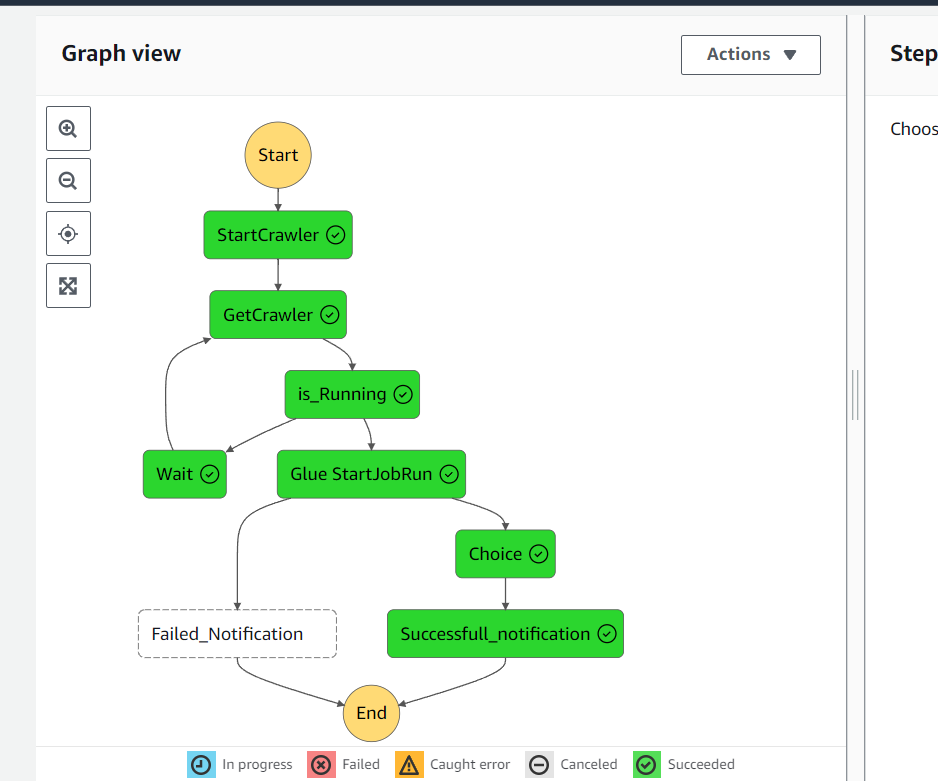 Graph view
Actions
Step
Choos
Start
StartCrawler
GetCrawler
is_Running
Wait
Glue StartJobRun
Choice
Failed_Notification
Successfull_notification
End
In progress
Failed
Caught error
Canceled
Succeeded